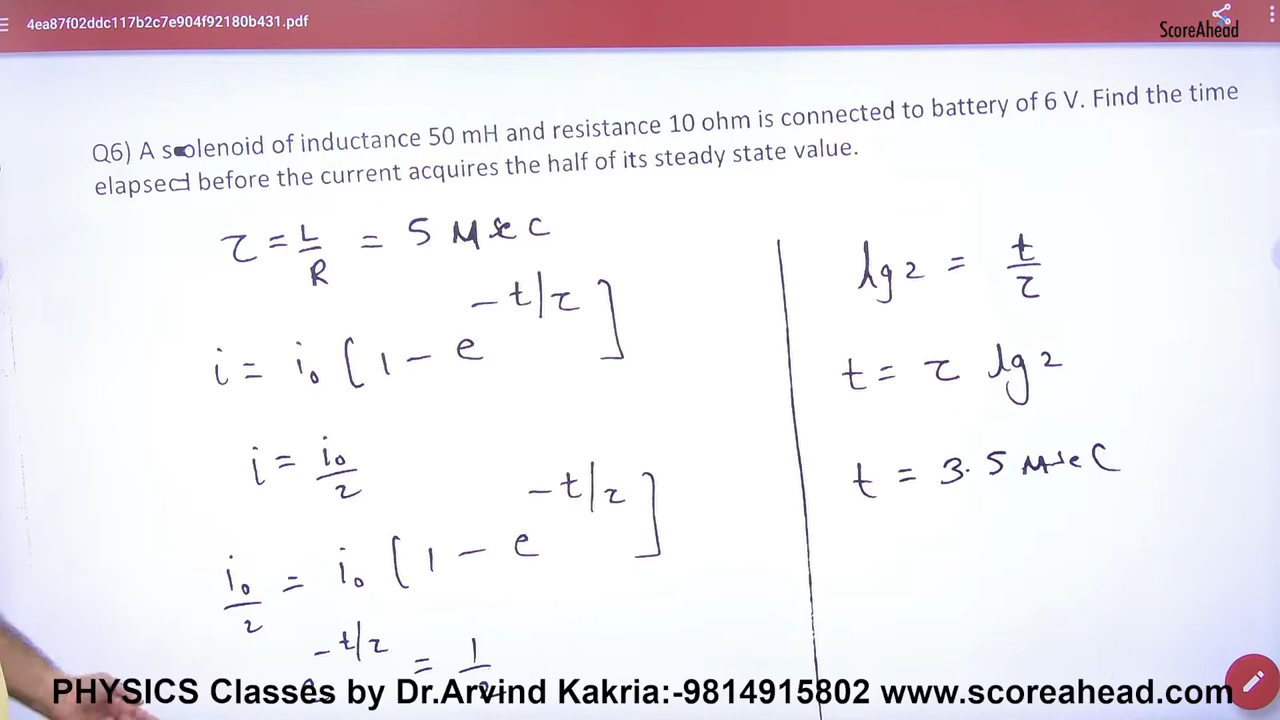 4ea87f02ddc117b2c7e904f92180b431.pdf
ScoreAhead
Q6) A soolenoid of inductance 50 mH and resistance 10 ohm is connected to battery of 6 V. Find the time
elapsed before the current acquires the half of its steady state value.
τ = L/R = 5 Msec
i = i₀ [1 - e^(-t/τ)]
i = i₀/2
i₀/2 = i₀ [1 - e^(-t/τ)]
e^(-t/τ) = 1/2
lg 2 = t/τ
t = τ lg 2
t = 3.5 Msec
PHYSICS Classes by Dr.Arvind Kakria:-9814915802 www.scoreahead.com